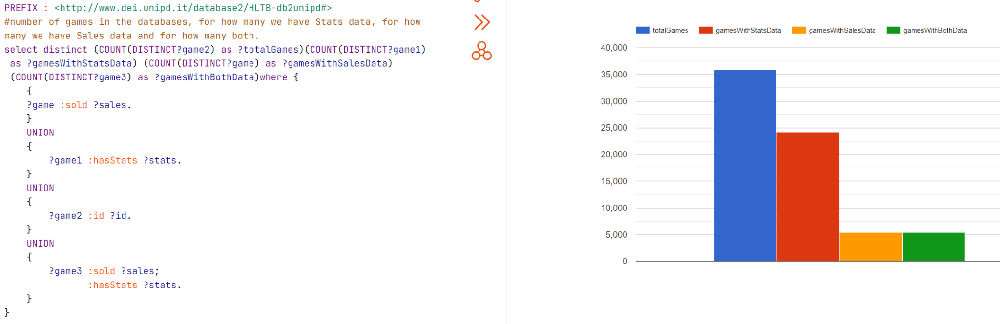 PREFIX : <http://www.dei.unipd.it/database2/HLTB-db2unipd#>
#number of games in the databases, for how many we have Stats data, for how
many we have Sales data and for how many both.
select distinct (COUNT(DISTINCT?game2) as ?totalGames)(COUNT(DISTINCT?game1)
as ?gamesWithStatsData) (COUNT(DISTINCT?game) as ?gamesWithSalesData)
(COUNT(DISTINCT?game3) as ?gamesWithBothData)where {
{
?game :sold ?sales.
}
UNION
{
?game1 :hasStats ?stats.
}
UNION
{
?game2 :id ?id.
}
UNION
{
?game3 :sold ?sales;
:hasStats ?stats.
}
}
totalGames gamesWithStatsData gamesWithSalesData gamesWithBothData
40,000
35,000
30,000
25,000
20,000
15,000
10,000
5,000
0